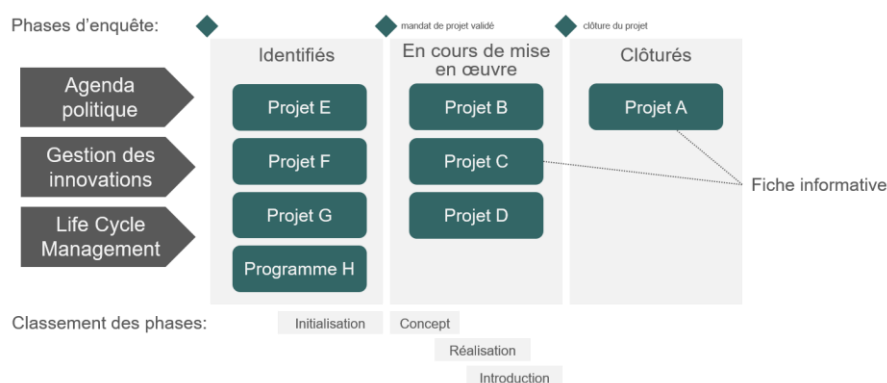 Phases d'enquête:
mandat de projet validé
clôture du projet
Identifiés
En cours de mise
en œuvre
Clôturés
Agenda
politique
Projet E
Projet B
Projet A
Gestion des
innovations
Projet F
Projet C
Fiche informative
Life Cycle
Management
Projet G
Projet D
Programme H
Classement des phases:
Initialisation
Concept
Réalisation
Introduction